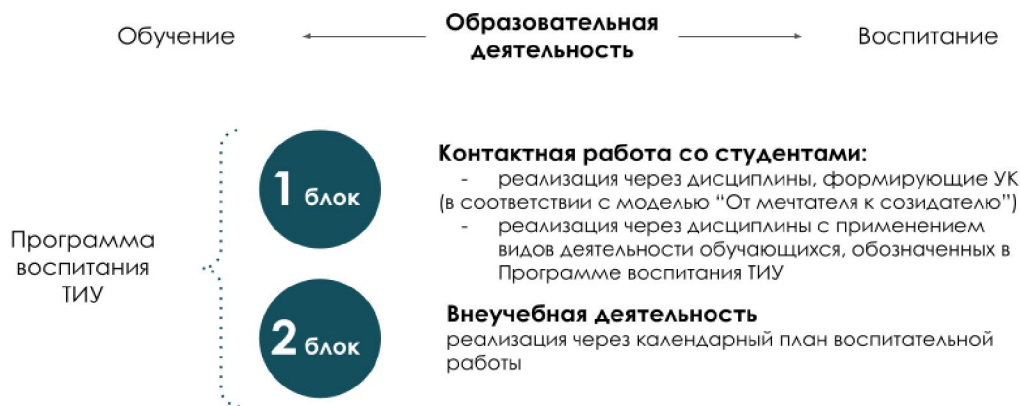 Обучение
Образовательная
деятельность
Воспитание
Контактная работа со студентами:
- реализация через дисциплины, формирующие УК
(в соответствии с моделью “От мечтателя к созидателю”)
- реализация через дисциплины с применением
видов деятельности обучающихся, обозначенных в
Программе воспитания ТИУ
1 блок
Программа
воспитания
ТИУ
2 блок
Внеучебная деятельность
реализация через календарный план воспитательной
работы